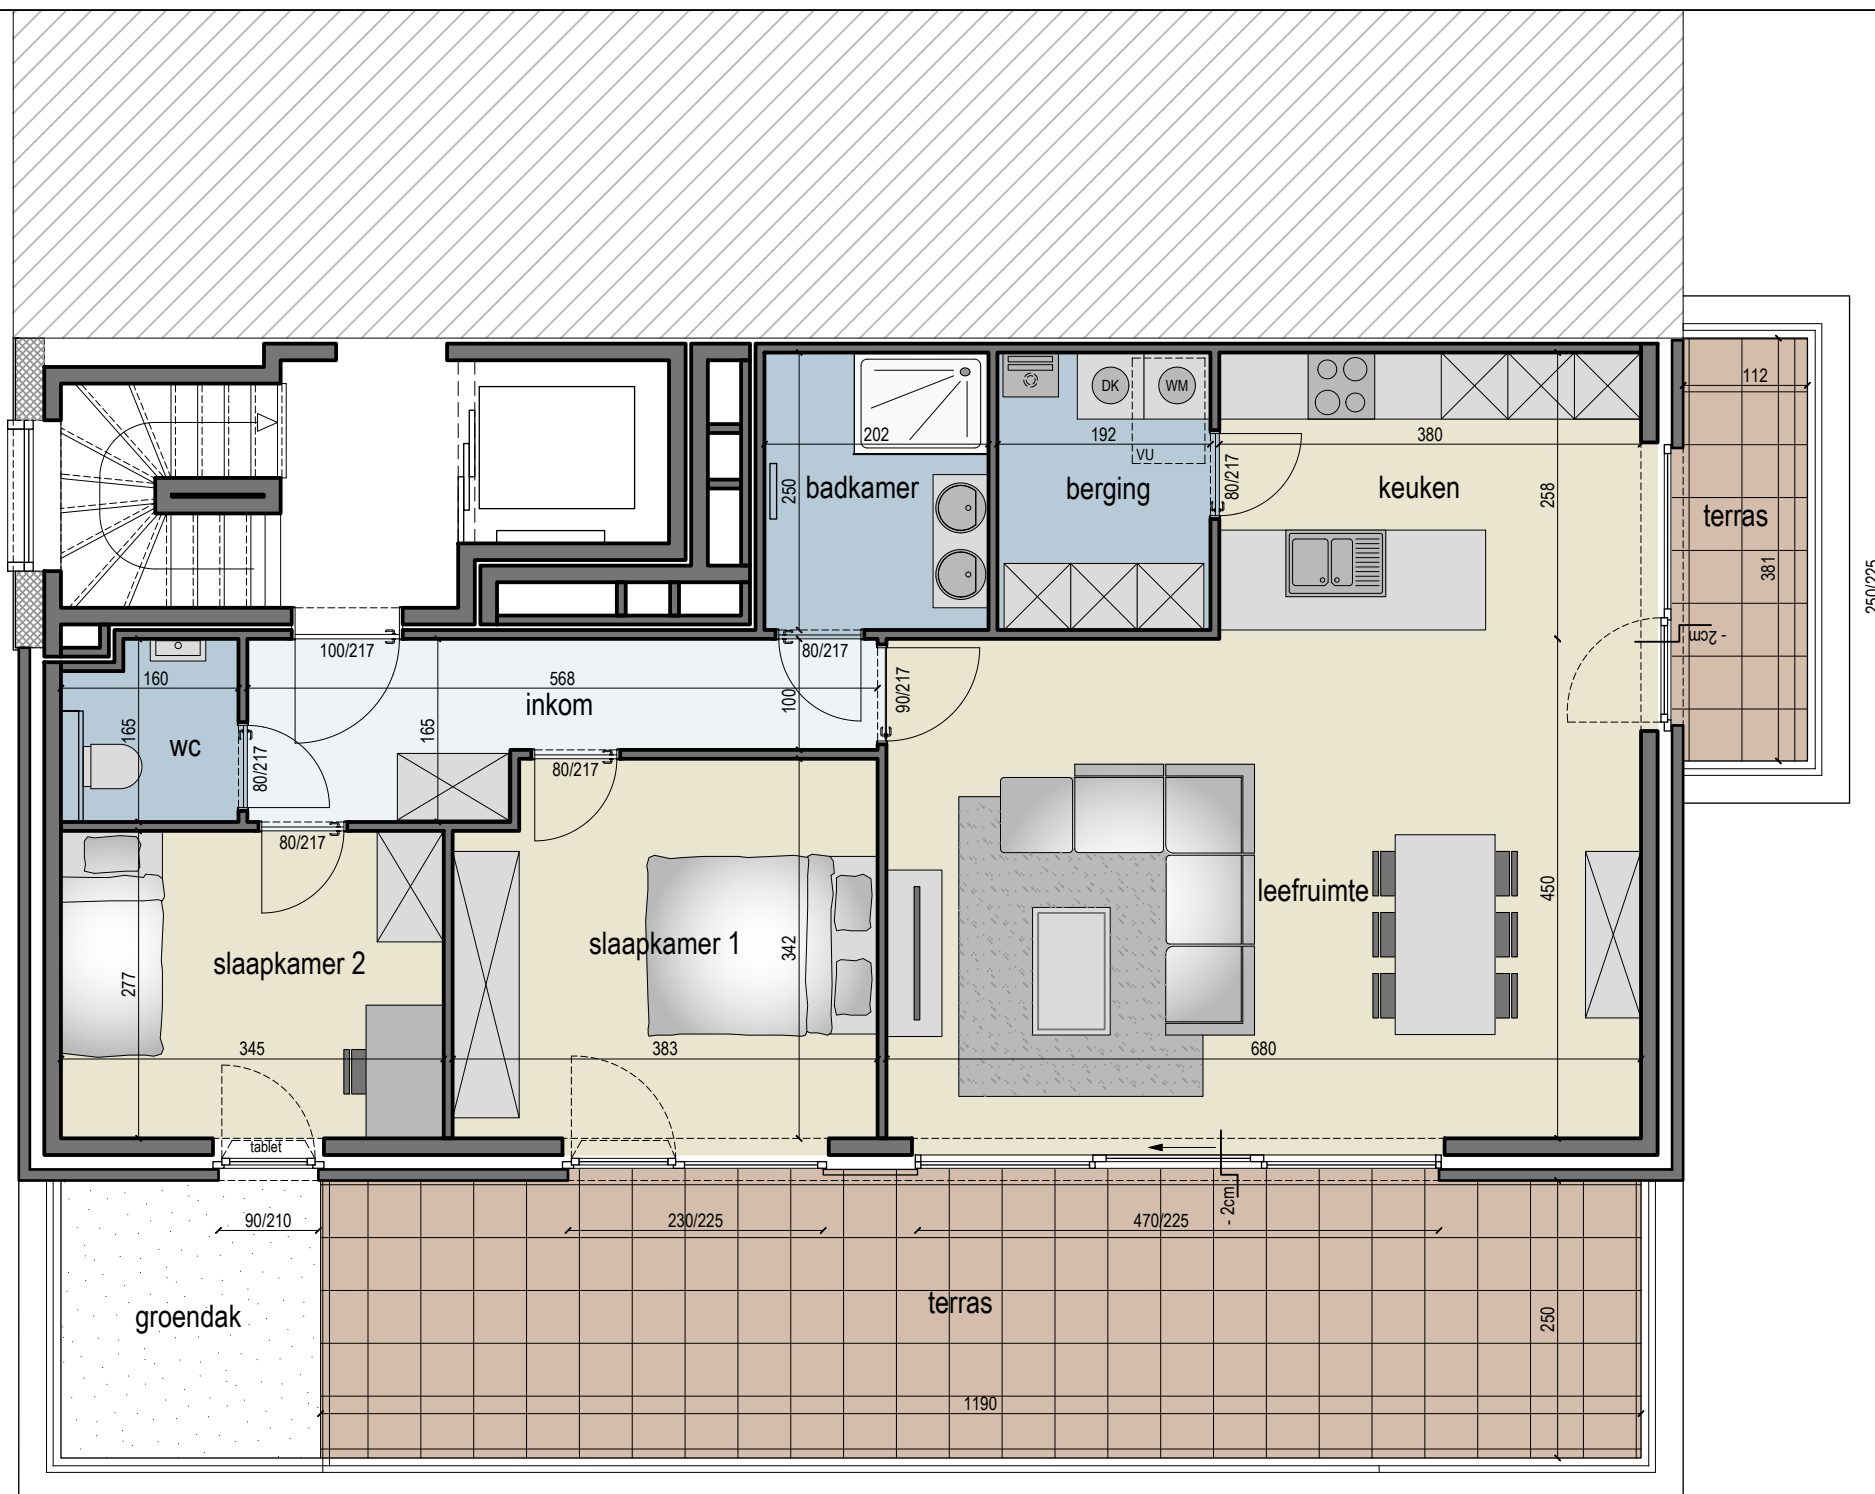 112
DK
WM
202
192
380
VU
80/217
250
badkamer
berging
keuken
258
terras
381
250/225
- 2cm
100/217
80/217
160
568
inkom
100
90/217
165
wc
165
80/217
80/217
80/217
slaapkamer 2
277
slaapkamer 1
342
leefruimte
450
345
383
680
tablet
- 2cm
90/210
230/225
470/225
groendak
terras
250
1190